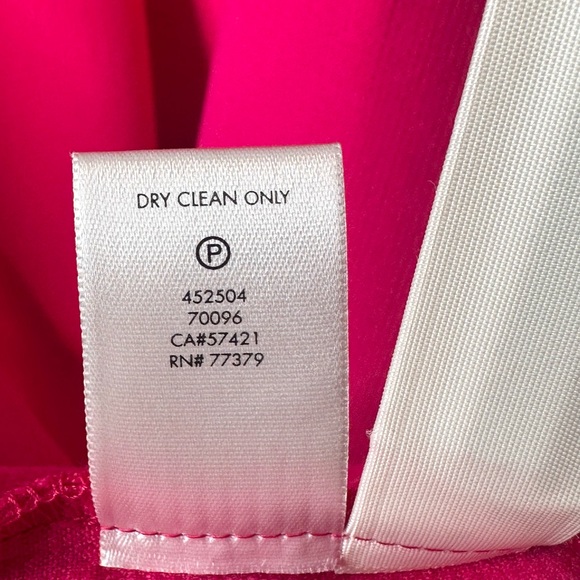 DRY CLEAN ONLY
P
452504
70096
CA#57421
RN# 77379